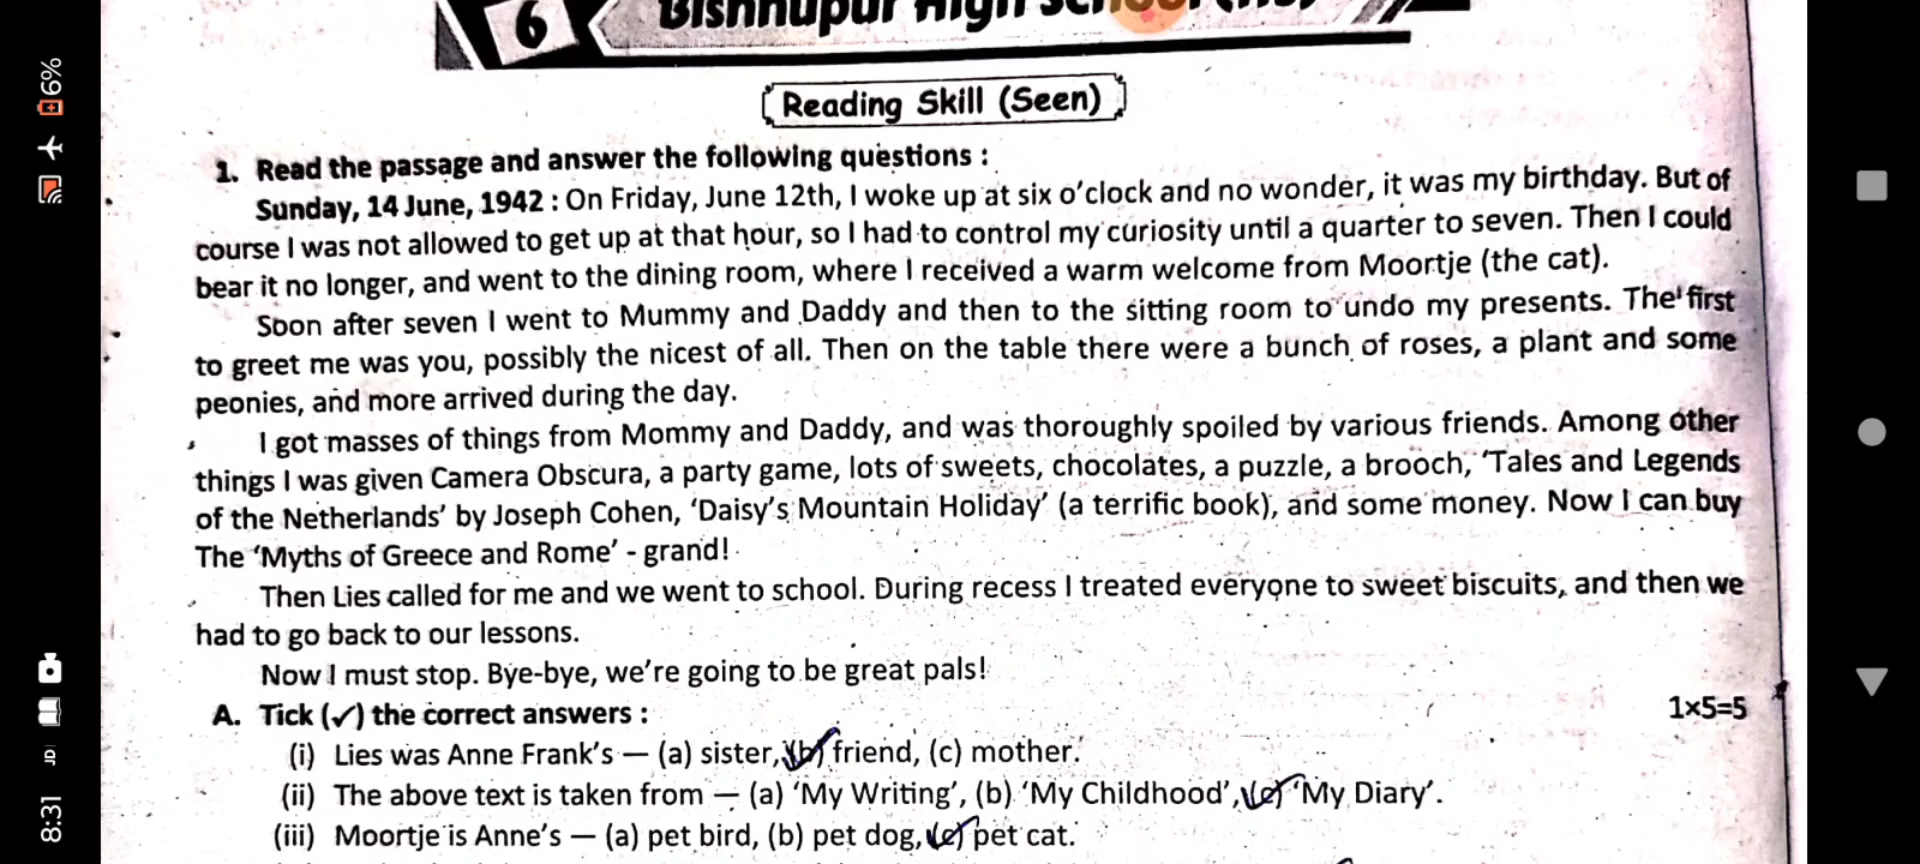 6%
8:31
6 Bishnupur High School
Reading Skill (Seen)
1. Read the passage and answer the following questions :
Sunday, 14 June, 1942 : On Friday, June 12th, I woke up at six o'clock and no wonder, it was my birthday. But of
course I was not allowed to get up at that hour, so I had to control my curiosity until a quarter to seven. Then I could
bear it no longer, and went to the dining room, where I received a warm welcome from Moortje (the cat).
Soon after seven I went to Mummy and Daddy and then to the sitting room to undo my presents. The first
to greet me was you, possibly the nicest of all. Then on the table there were a bunch of roses, a plant and some
peonies, and more arrived during the day.
I got masses of things from Mommy and Daddy, and was thoroughly spoiled by various friends. Among other
things I was given Camera Obscura, a party game, lots of sweets, chocolates, a puzzle, a brooch, 'Tales and Legends
of the Netherlands' by Joseph Cohen, 'Daisy's Mountain Holiday' (a terrific book), and some money. Now I can buy
The 'Myths of Greece and Rome' - grand!
Then Lies called for me and we went to school. During recess I treated everyone to sweet biscuits, and then we
had to go back to our lessons.
Now I must stop. Bye-bye, we're going to be great pals!
A. Tick (✓) the correct answers : 1×5=5
(i) Lies was Anne Frank's — (a) sister, (b) friend, (c) mother.
(ii) The above text is taken from — (a) 'My Writing', (b) 'My Childhood', (c) 'My Diary'.
(iii) Moortje is Anne's — (a) pet bird, (b) pet dog, (c) pet cat.